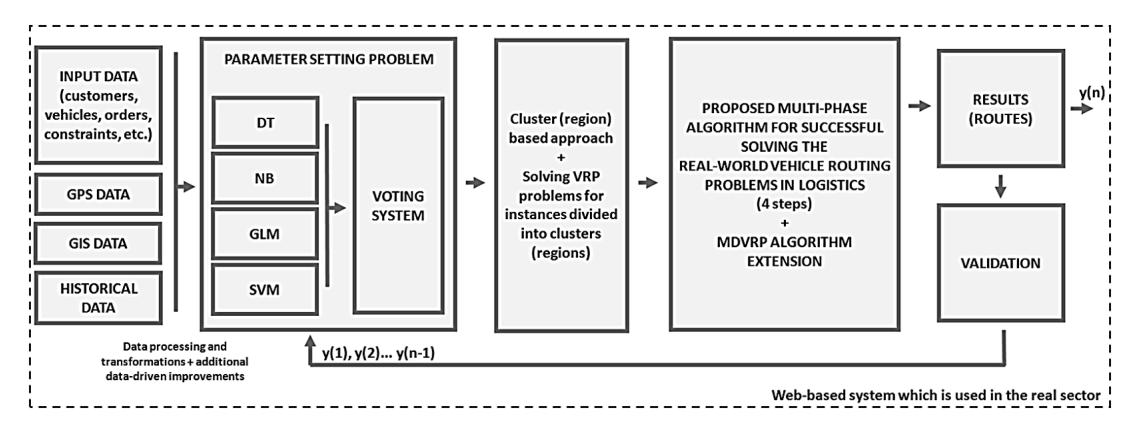 INPUT DATA
(customers,
vehicles, orders,
constraints, etc.)
GPS DATA
GIS DATA
HISTORICAL
DATA
Data processing and
transformations + additional
data-driven improvements
PARAMETER SETTING PROBLEM
DT
NB
GLM
SVM
VOTING
SYSTEM
Cluster (region)
based approach
+
Solving VRP
problems for
instances divided
into clusters
(regions)
PROPOSED MULTI-PHASE
ALGORITHM FOR SUCCESSFUL
SOLVING THE
REAL-WORLD VEHICLE ROUTING
PROBLEMS IN LOGISTICS
(4 steps)
+
MDVRP ALGORITHM
EXTENSION
RESULTS
(ROUTES)
y(n)
VALIDATION
y(1), y(2)... y(n-1)
Web-based system which is used in the real sector